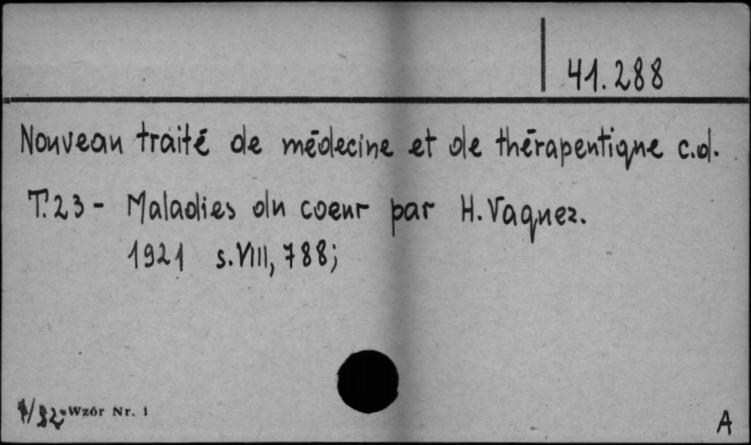 41.288
Nouveau traité de médecine et de thérapentique c.d.
T.23 - Maladies du coeur par H. Vaquez.
1921 s. VIII, 788;
Wzór Nr. 1
A